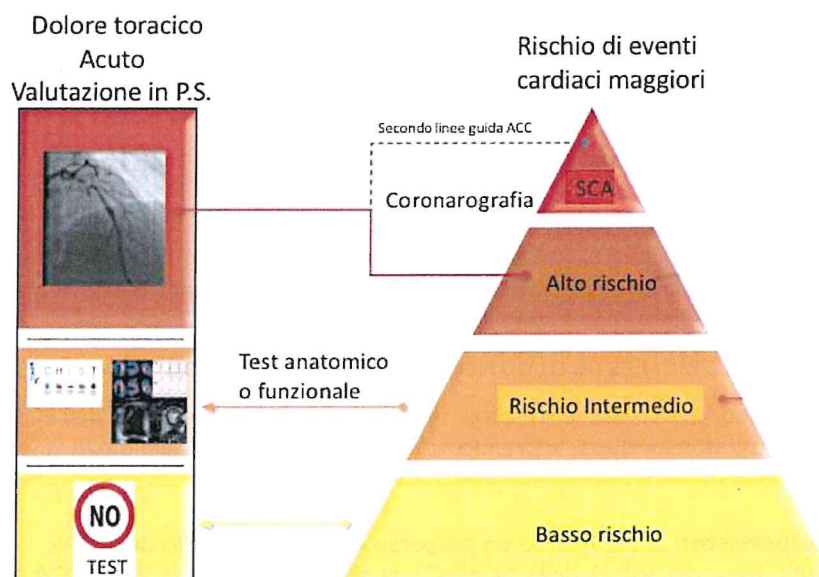 Dolore toracico
Acuto
Valutazione in P.S.
Rischio di eventi
cardiaci maggiori
Secondo linee guida ACC
Coronarografia
SCA
Alto rischio
C H E S T
Test anatomico
o funzionale
Rischio Intermedio
NO
TEST
Basso rischio